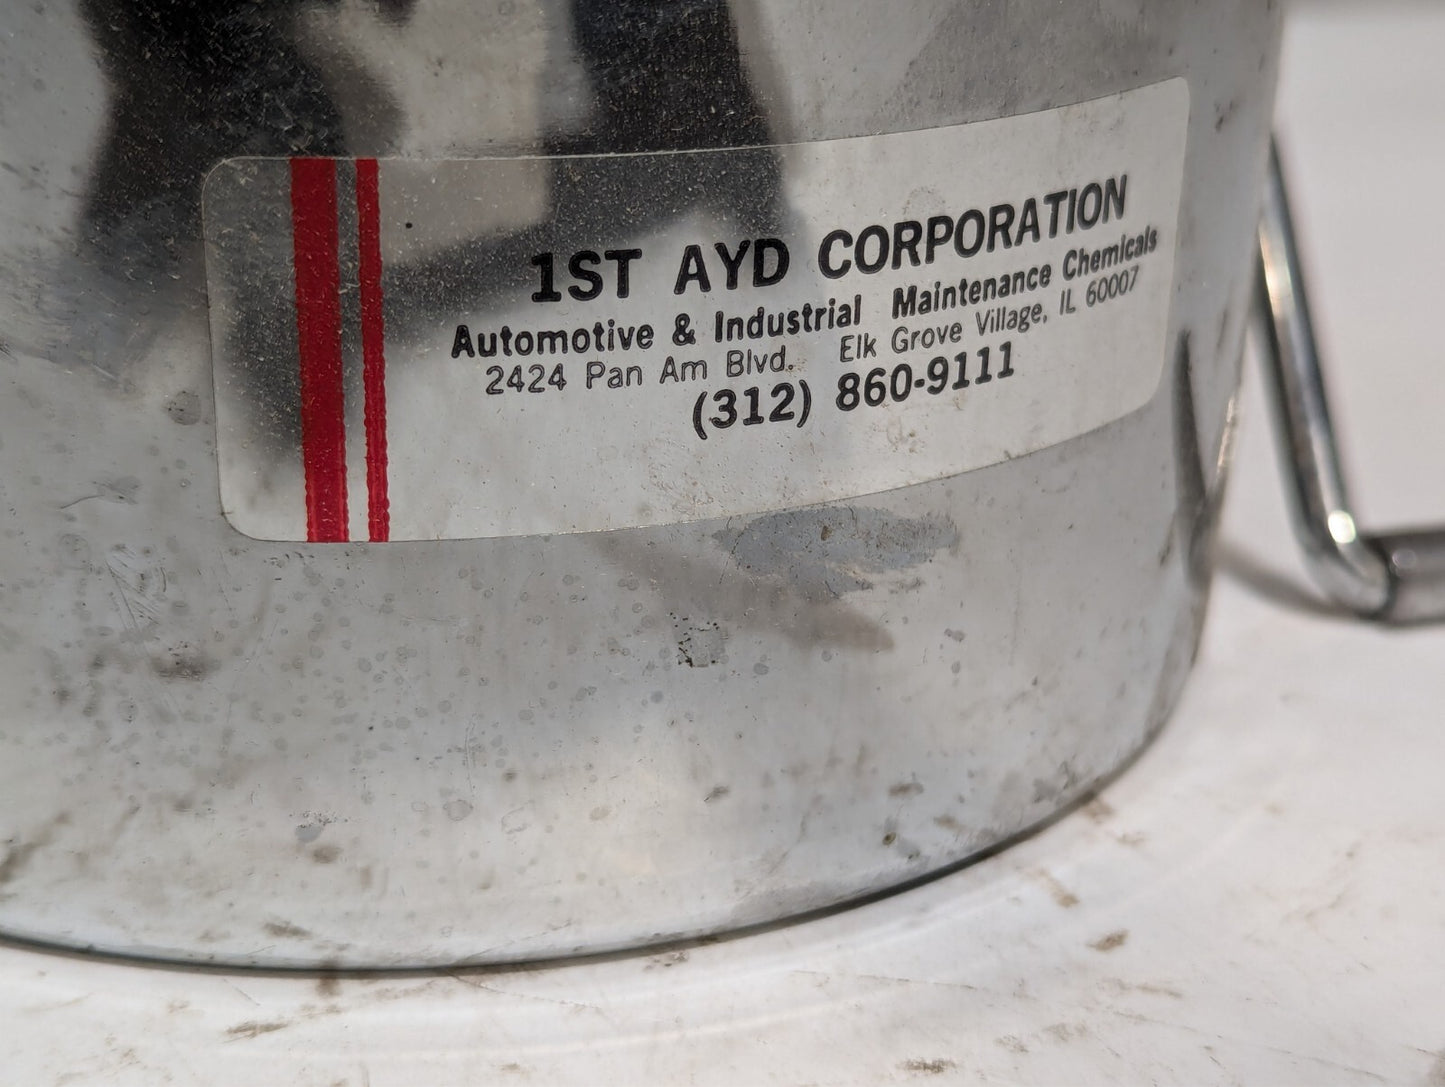 1ST AYD CORPORATION
Automotive & Industrial Maintenance Chemicals
2424 Pan Am Blvd. Elk Grove Village, IL 60007
(312) 860-9111